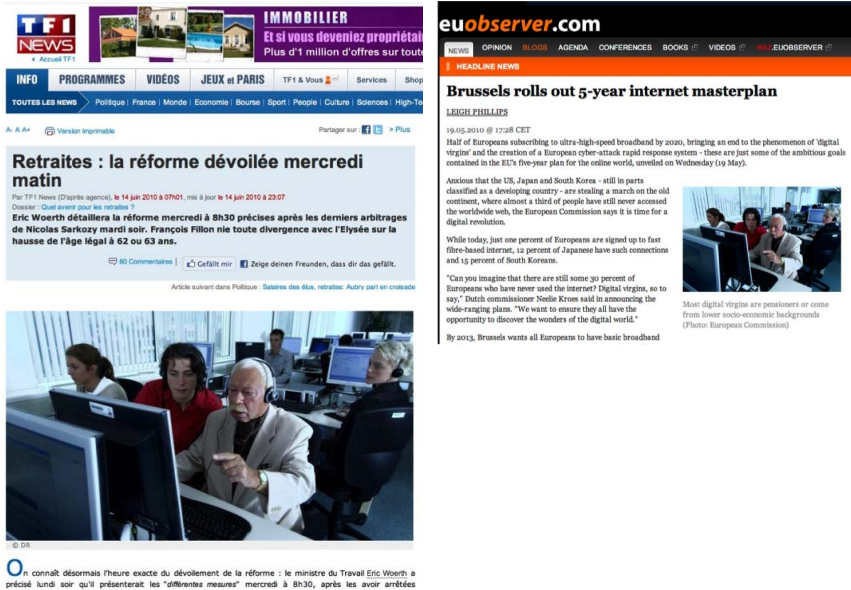 TF1
NEWS
Accueil TF1
IMMOBILIER
Et si vous deveniez propriétai
Plus d'1 million d'offres sur toute
INFO PROGRAMMES VIDÉOS JEUX et PARIS TF1 & Vous Services Shop
TOUTES LES NEWS Politique | France | Monde | Economie | Bourse | Sport | People | Culture | Sciences | High-Te
A- A A+ Version imprimable Partager sur : > Plus
Retraites : la réforme dévoilée mercredi
matin
Par TF1 News (D'après agence), le 14 juin 2010 à 07h01, mis à jour le 14 juin 2010 à 23:07
Dossier : Quel avenir pour les retraites ?
Eric Woerth détaillera la réforme mercredi à 8h30 précises après les derniers arbitrages
de Nicolas Sarkozy mardi soir. François Fillon nie toute divergence avec l'Elysée sur la
hausse de l'âge légal à 62 ou 63 ans.
80 Commentaires | Gefällt mir Zeige deinen Freunden, dass dir das gefällt.
Article suivant dans Politique : Salaires des élus, retraites: Aubry part en croisade
© DR
On connaît désormais l'heure exacte du dévoilement de la réforme : le ministre du Travail Eric Woerth a
précisé lundi soir qu'il présenterait les "différentes mesures" mercredi à 8h30, après les avoir arrêtées
euobserver.com
NEWS OPINION BLOGS AGENDA CONFERENCES BOOKS VIDEOS WAZ.EUOBSERVER
HEADLINE NEWS
Brussels rolls out 5-year internet masterplan
LEIGH PHILLIPS
19.05.2010 @ 17:28 CET
Half of Europeans subscribing to ultra-high-speed broadband by 2020, bringing an end to the phenomenon of 'digital
virgins' and the creation of a European cyber-attack rapid response system - these are just some of the ambitious goals
contained in the EU's five-year plan for the online world, unveiled on Wednesday (19 May).
Anxious that the US, Japan and South Korea - still in parts
classified as a developing country - are stealing a march on the old
continent, where almost a third of people have still never accessed
the worldwide web, the European Commission says it is time for a
digital revolution.
While today, just one percent of Europeans are signed up to fast
fibre-based internet, 12 percent of Japanese have such connections
and 15 percent of South Koreans.
"Can you imagine that there are still some 30 percent of
Europeans who have never used the internet? Digital virgins, so to
say," Dutch commissioner Neelie Kroes said in announcing the
wide-ranging plans. "We want to ensure they all have the
opportunity to discover the wonders of the digital world."
By 2013, Brussels wants all Europeans to have basic broadband
Most digital virgins are pensioners or come
from lower socio-economic backgrounds
(Photo: European Commission)